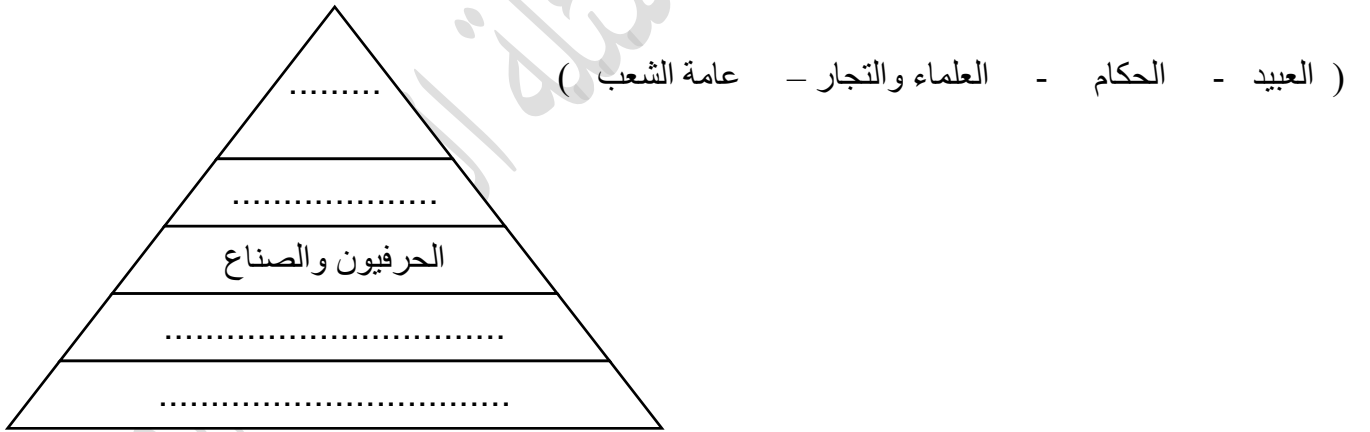 ( العبيد - الحكام - العلماء والتجار – عامة الشعب )
.........
....................
الحرفيون والصناع
.................................
..................................